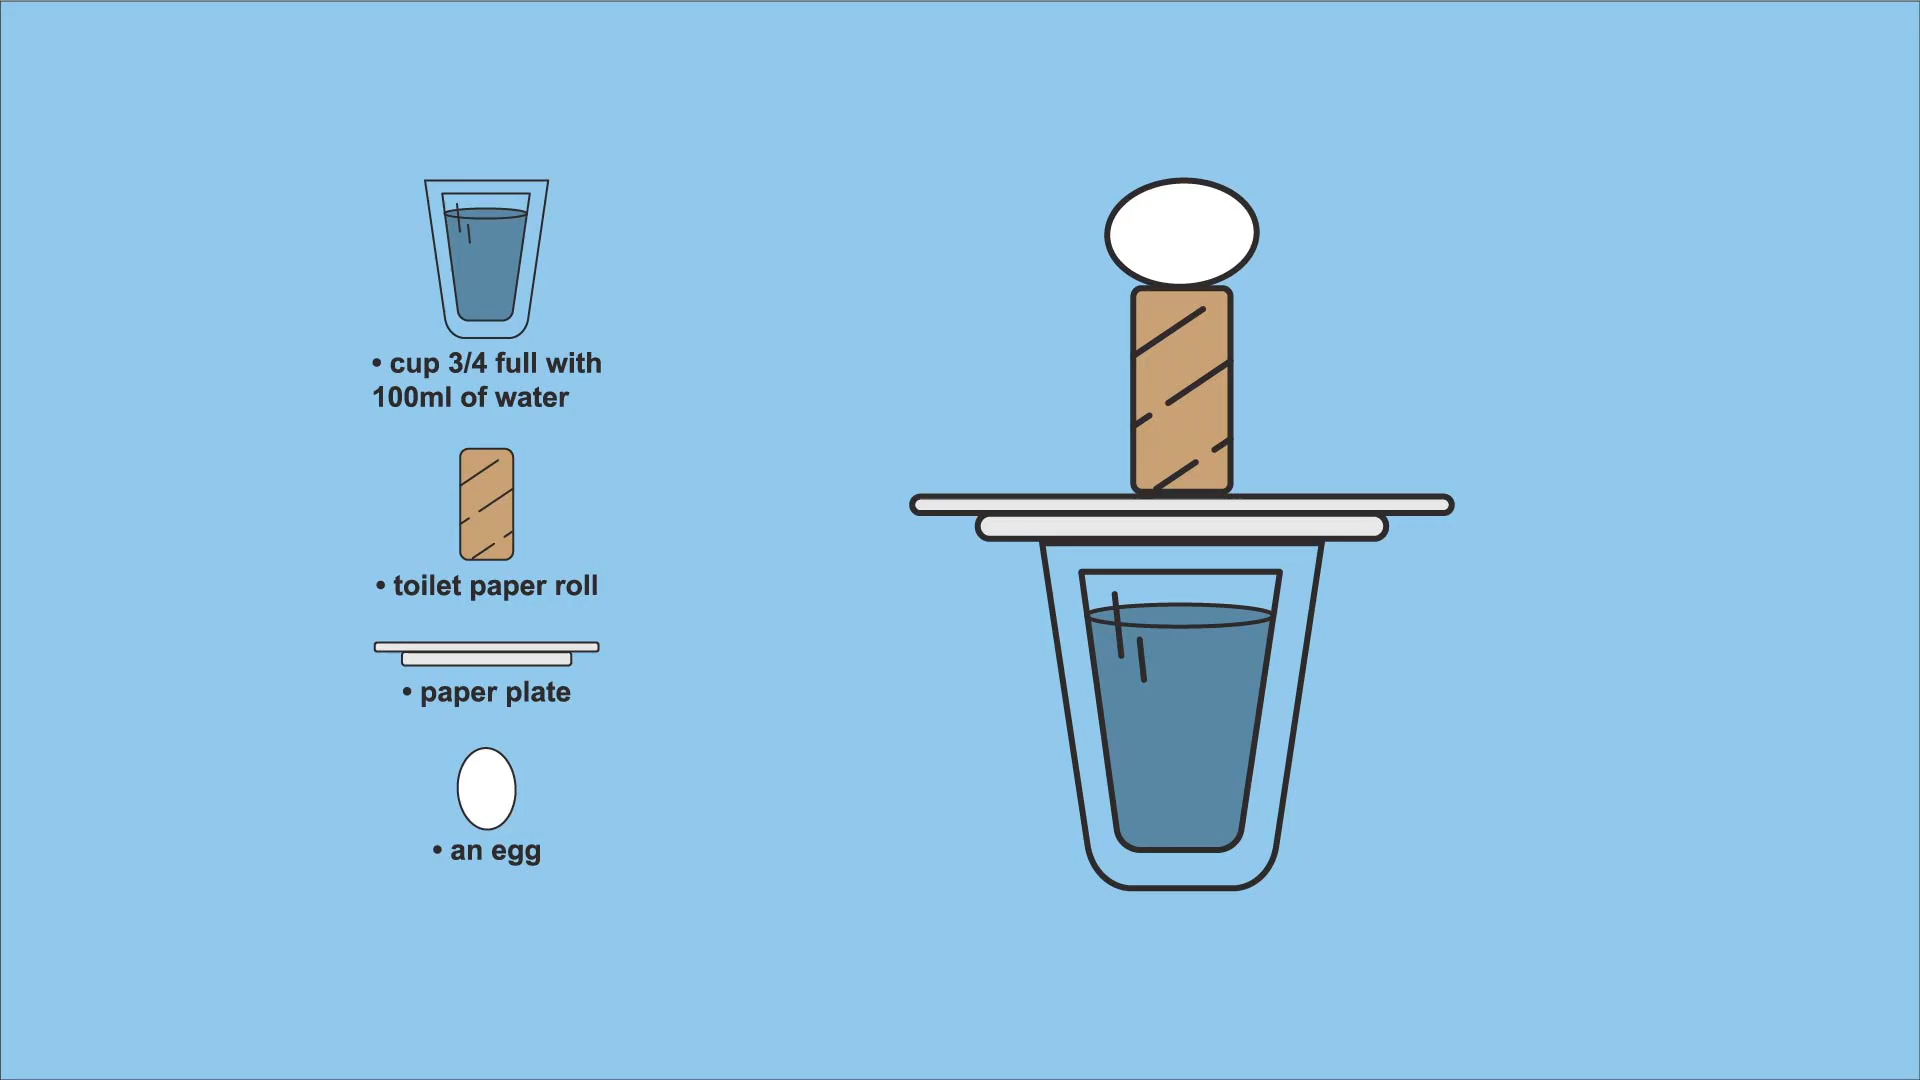 • cup 3/4 full with
100ml of water
• toilet paper roll
• paper plate
• an egg